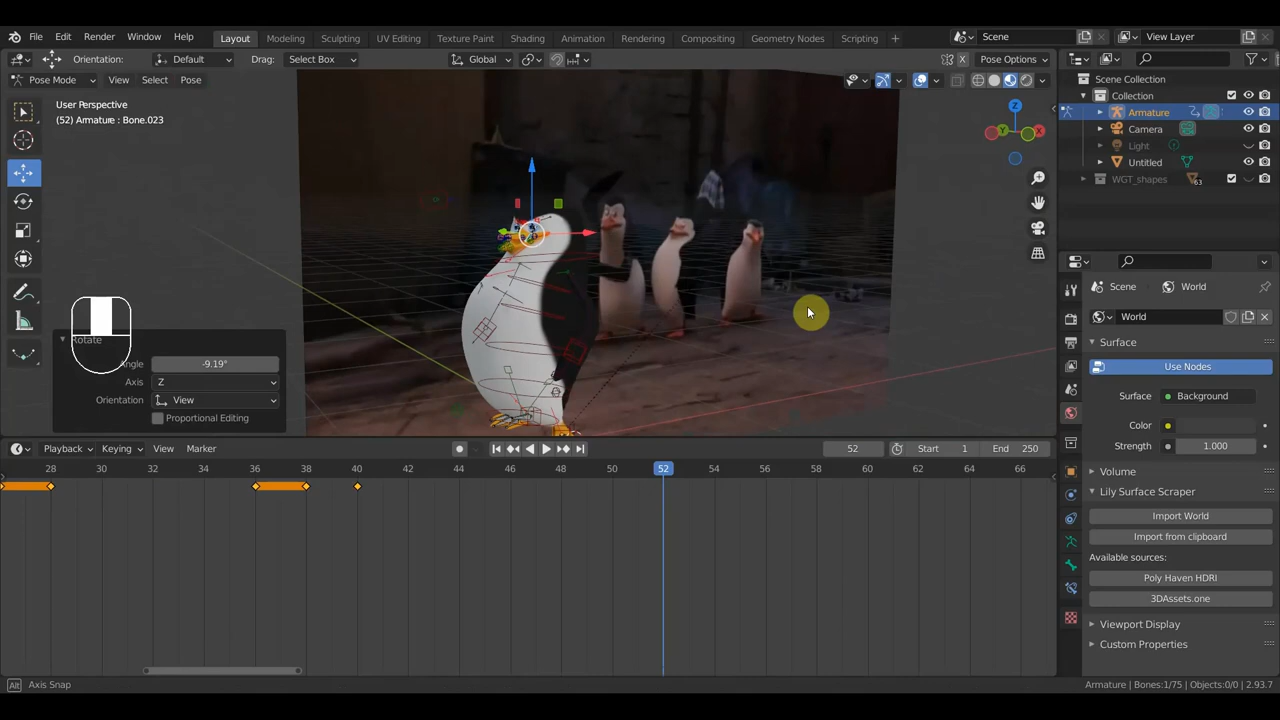 File Edit Render Window Help Layout Modeling Sculpting UV Editing Texture Paint Shading Animation Rendering Compositing Geometry Nodes Scripting + Scene View Layer
Orientation: Default Drag: Select Box Global Pose Options
Pose Mode View Select Pose
User Perspective
(52) Armature : Bone.023
Z
X
Y
Scene Collection
Collection
Armature
Camera
Light
Untitled
WGT_shapes 63
Scene World
World
Surface
Use Nodes
Surface Background
Color
Strength 1.000
Volume
Lily Surface Scraper
Import World
Import from clipboard
Available sources:
Poly Haven HDRI
3DAssets.one
Viewport Display
Custom Properties
Rotate
Angle -9.19°
Axis Z
Orientation View
Proportional Editing
Playback Keying View Marker 52 Start 1 End 250
28 30 32 34 36 38 40 42 44 46 48 50 52 54 56 58 60 62 64 66
Alt Axis Snap Armature | Bones:1/75 | Objects:0/0 | 2.93.7